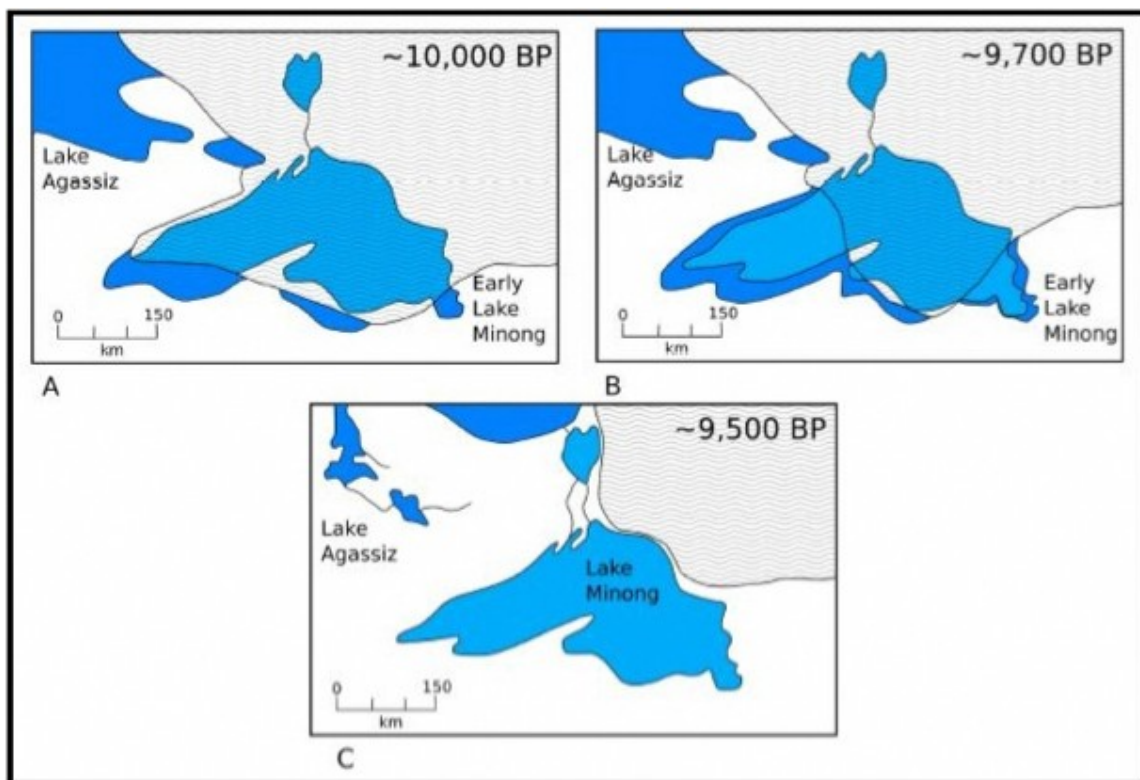 ~10,000 BP
Lake
Agassiz
Early
Lake
Minong
0 150
km
A
~9,700 BP
Lake
Agassiz
Early
Lake
Minong
0 150
km
B
~9,500 BP
Lake
Agassiz
Lake
Minong
0 150
km
C